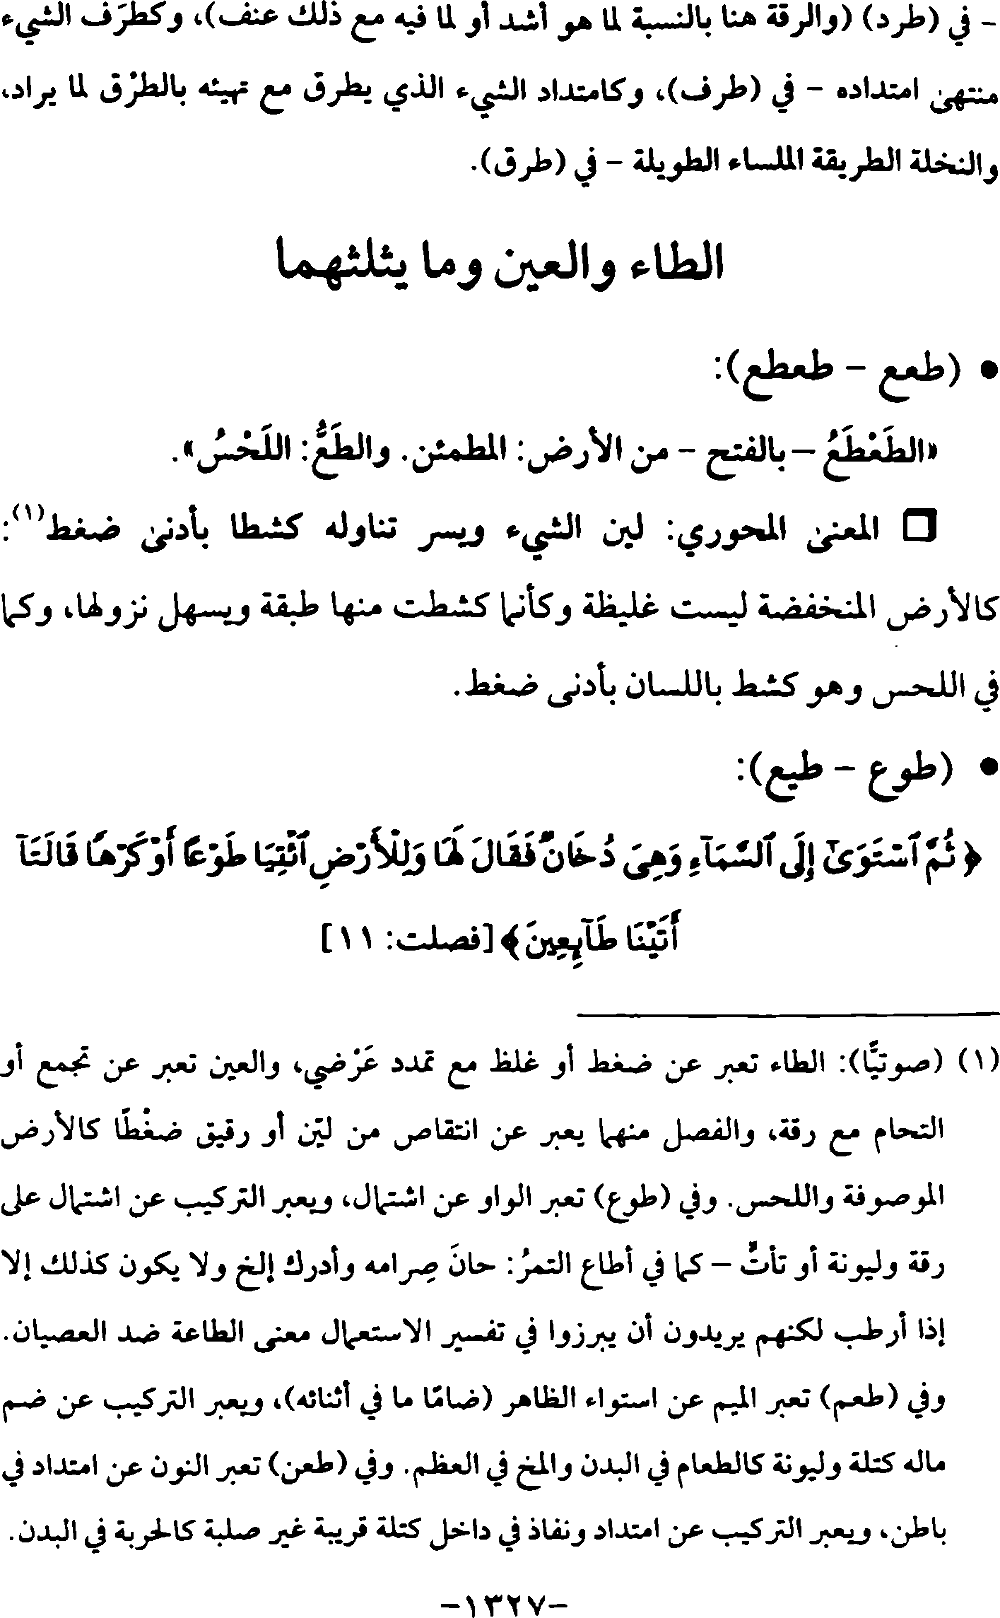 - في (طرد) (والرقة هنا بالنسبة لما هو أشد أو لما فيه مع ذلك عنف)، وكطَرَف الشيء
منتهى امتداده - في (طرف)، وكامتداد الشيء الذي يطرق مع تهيئه بالطَرْق لما يراد،
والنخلة الطريقة الملساء الطويلة - في (طرق).
الطاء والعين وما يثلثهما
• (طعع - طعطع):
«الطَعْطَعُ - بالفتح - من الأرض: المطمئن. والطَعُّ: اللَحْسُ».
❑ المعنى المحوري: لين الشيء ويسر تناوله كشطا بأدنى ضغط(١):
كالأرض المنخفضة ليست غليظة وكأنما كشطت منها طبقة ويسهل نزولها، وكما
في اللحس وهو كشط باللسان بأدنى ضغط.
• (طوع - طيع):
﴿ ثُمَّ ٱسْتَوَىٰٓ إِلَى ٱلسَّمَآءِ وَهِىَ دُخَانٌ فَقَالَ لَهَا وَلِلْأَرْضِ ٱئْتِيَا طَوْعًا أَوْ كَرْهًا قَالَتَآ
أَتَيْنَا طَآئِعِينَ ﴾ [فصلت: ١١]
(١) (صوتيًّا): الطاء تعبر عن ضغط أو غلظ مع تمدد عَرْضي، والعين تعبر عن تجمع أو
التحام مع رقة، والفصل منهما يعبر عن انتقاص من ليّن أو رقيق ضغْطًا كالأرض
الموصوفة واللحس. وفي (طوع) تعبر الواو عن اشتمال، ويعبر التركيب عن اشتمال على
رقة وليونة أو تأتٍّ - كما في أطاع التمرُ: حانَ صِرامه وأدرك إلخ ولا يكون كذلك إلا
إذا أرطب لكنهم يريدون أن يبرزوا في تفسير الاستعمال معنى الطاعة ضد العصيان.
وفي (طعم) تعبر الميم عن استواء الظاهر (ضامًا ما في أثنائه)، ويعبر التركيب عن ضم
ماله كتلة وليونة كالطعام في البدن والمخ في العظم. وفي (طعن) تعبر النون عن امتداد في
باطن، ويعبر التركيب عن امتداد ونفاذ في داخل كتلة قريبة غير صلبة كالحربة في البدن.
-١٣٢٧-